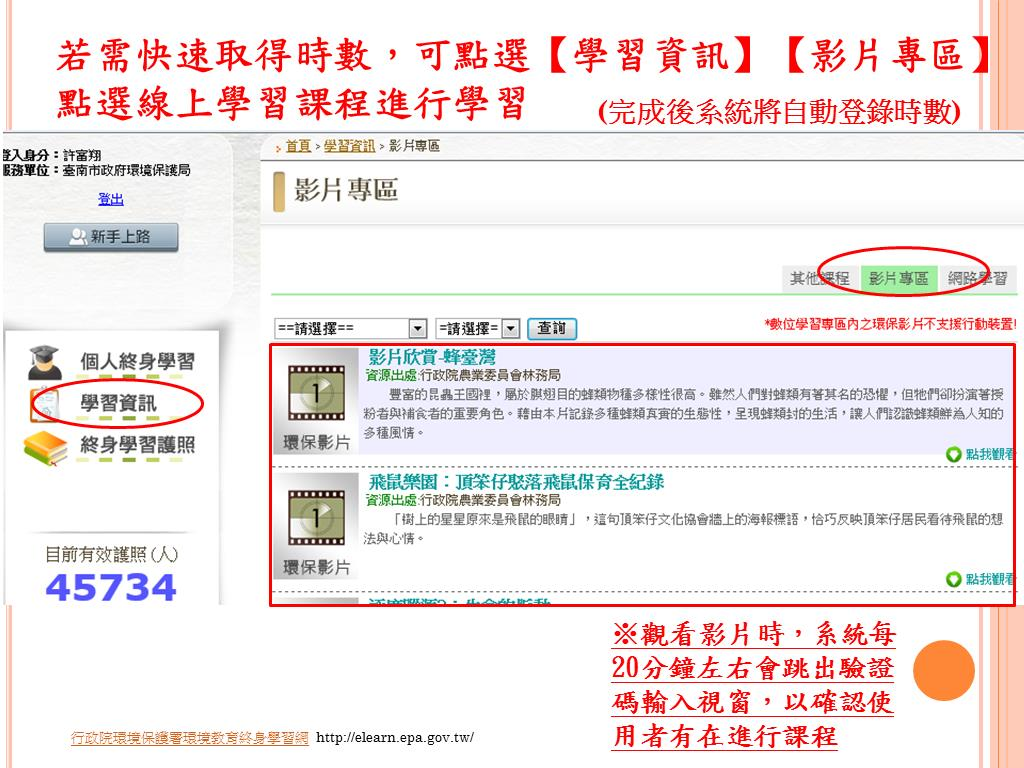 若需快速取得時數，可點選【學習資訊】【影片專區】
點選線上學習課程進行學習 (完成後系統將自動登錄時數)
登入身分：許富翔
服務單位：臺南市政府環境保護局
登出
新手上路
個人終身學習
學習資訊
終身學習護照
目前有效護照(人)
45734
首頁 > 學習資訊 > 影片專區
影片專區
其他課程 影片專區 網路學習
==請選擇== =請選擇= 查詢
*數位學習專區內之環保影片不支援行動裝置!
1
環保影片
影片欣賞-蜂臺灣
資源出處:行政院農業委員會林務局
豐富的昆蟲王國裡，屬於膜翅目的蜂類物種多樣性很高。雖然人們對蜂類有著其名的恐懼，但牠們卻扮演著授
粉者與補食者的重要角色。藉由本片記錄多種蜂類真實的生態性，呈現蜂類封的生活，讓人們認識蜂類鮮為人知的
多種風情。
點我觀看
1
環保影片
飛鼠樂園：頂笨仔聚落飛鼠保育全紀錄
資源出處:行政院農業委員會林務局
「樹上的星星原來是飛鼠的眼睛」，這句頂笨仔文化協會牆上的海報標語，恰巧反映頂笨仔居民看待飛鼠的想
法與心情。
點我觀看
※觀看影片時，系統每
20分鐘左右會跳出驗證
碼輸入視窗，以確認使
用者有在進行課程
行政院環境保護署環境教育終身學習網 http://elearn.epa.gov.tw/